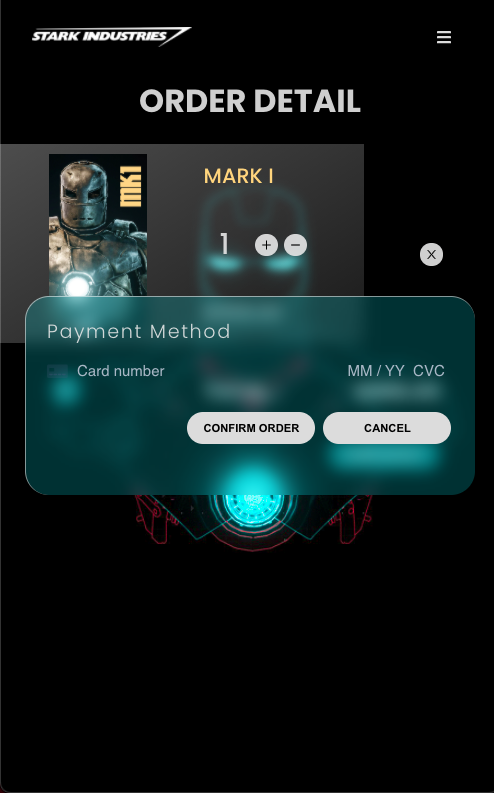 STARK INDUSTRIES
ORDER DETAIL
MK1
MARK I
1 + −
X
Payment Method
Card number MM / YY CVC
CONFIRM ORDER CANCEL